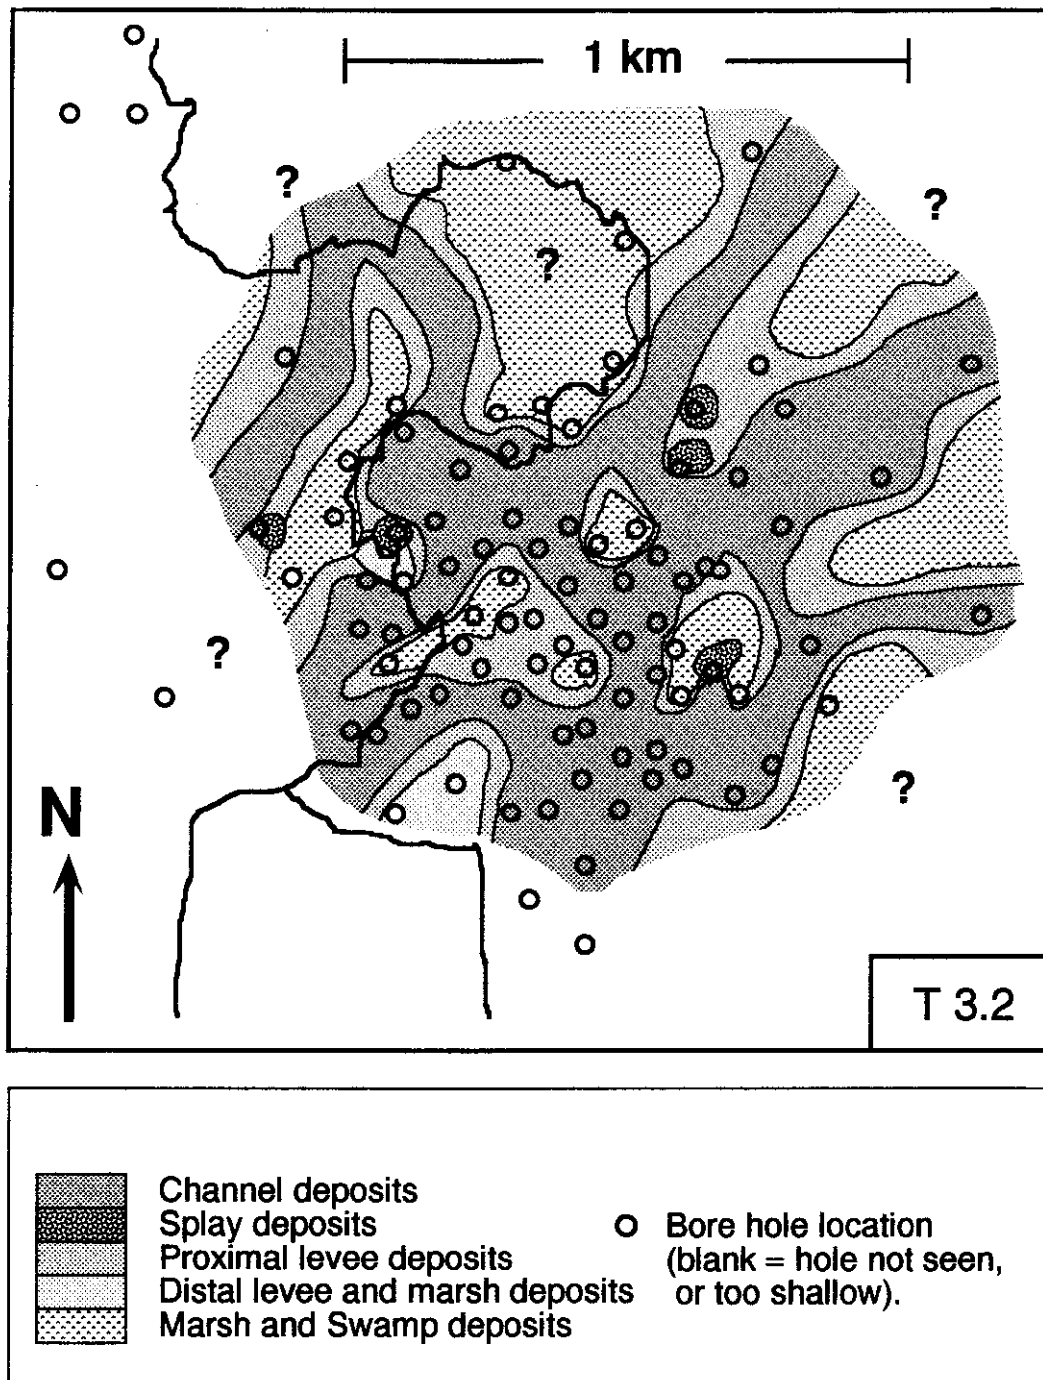 1 km
?
?
?
?
?
N
T 3.2
Channel deposits
Splay deposits
Proximal levee deposits
Distal levee and marsh deposits
Marsh and Swamp deposits
Bore hole location
(blank = hole not seen,
or too shallow).